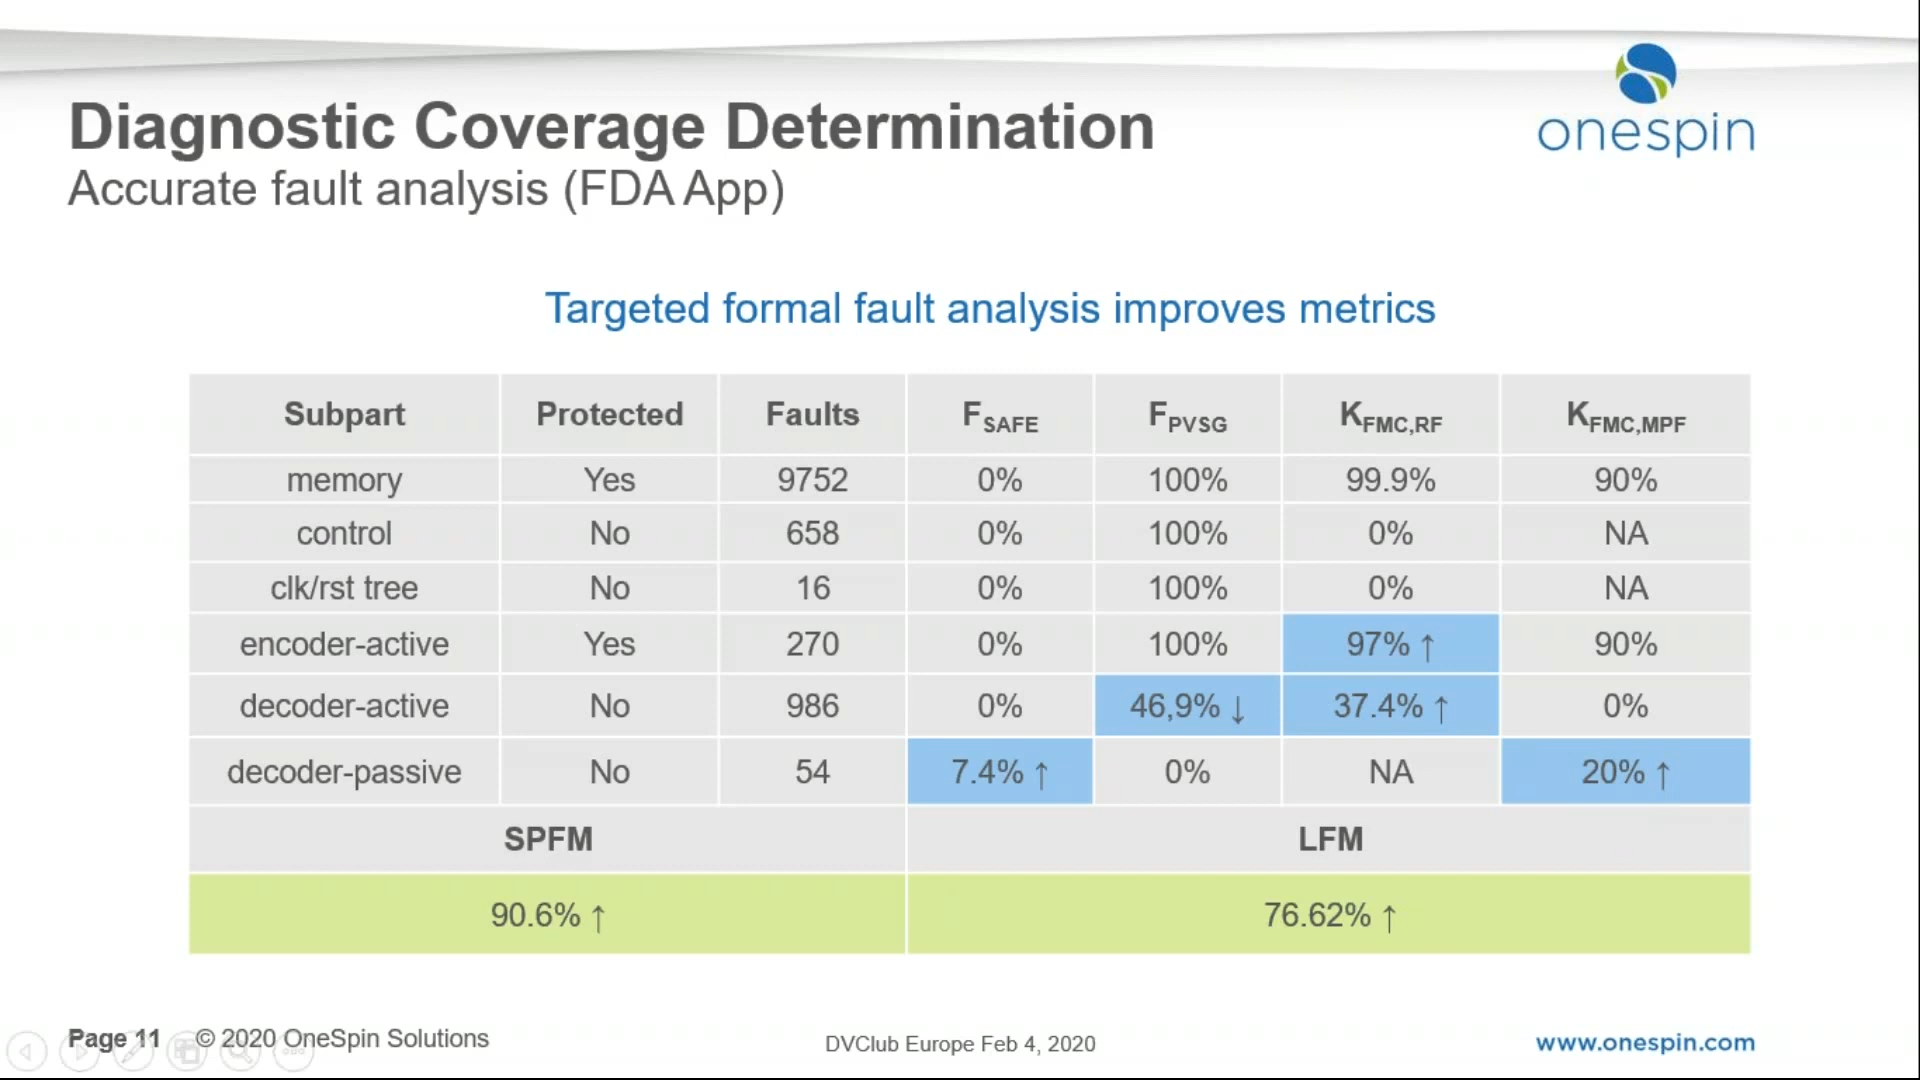 onespin
Diagnostic Coverage Determination
Accurate fault analysis (FDA App)
Targeted formal fault analysis improves metrics
Subpart Protected Faults FSAFE FPVSG KFMC,RF KFMC,MPF
memory Yes 9752 0% 100% 99.9% 90%
control No 658 0% 100% 0% NA
clk/rst tree No 16 0% 100% 0% NA
encoder-active Yes 270 0% 100% 97% ↑ 90%
decoder-active No 986 0% 46,9% ↓ 37.4% ↑ 0%
decoder-passive No 54 7.4% ↑ 0% NA 20% ↑
SPFM LFM
90.6% ↑ 76.62% ↑
Page 11 © 2020 OneSpin Solutions DVClub Europe Feb 4, 2020 www.onespin.com